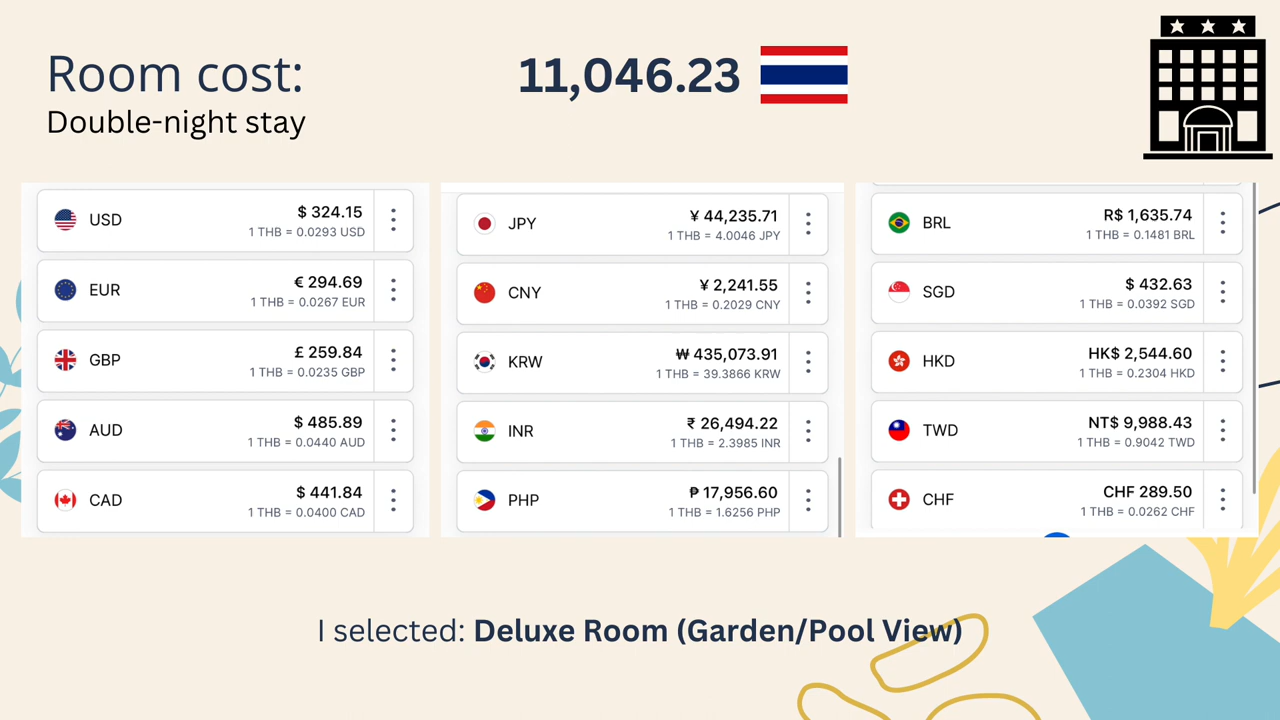 Room cost:
11,046.23
Double-night stay
USD
$ 324.15
1 THB = 0.0293 USD
EUR
€ 294.69
1 THB = 0.0267 EUR
GBP
£ 259.84
1 THB = 0.0235 GBP
AUD
$ 485.89
1 THB = 0.0440 AUD
CAD
$ 441.84
1 THB = 0.0400 CAD
JPY
¥ 44,235.71
1 THB = 4.0046 JPY
CNY
¥ 2,241.55
1 THB = 0.2029 CNY
KRW
₩ 435,073.91
1 THB = 39.3866 KRW
INR
₹ 26,494.22
1 THB = 2.3985 INR
PHP
₱ 17,956.60
1 THB = 1.6256 PHP
BRL
R$ 1,635.74
1 THB = 0.1481 BRL
SGD
$ 432.63
1 THB = 0.0392 SGD
HKD
HK$ 2,544.60
1 THB = 0.2304 HKD
TWD
NT$ 9,988.43
1 THB = 0.9042 TWD
CHF
CHF 289.50
1 THB = 0.0262 CHF
I selected: Deluxe Room (Garden/Pool View)